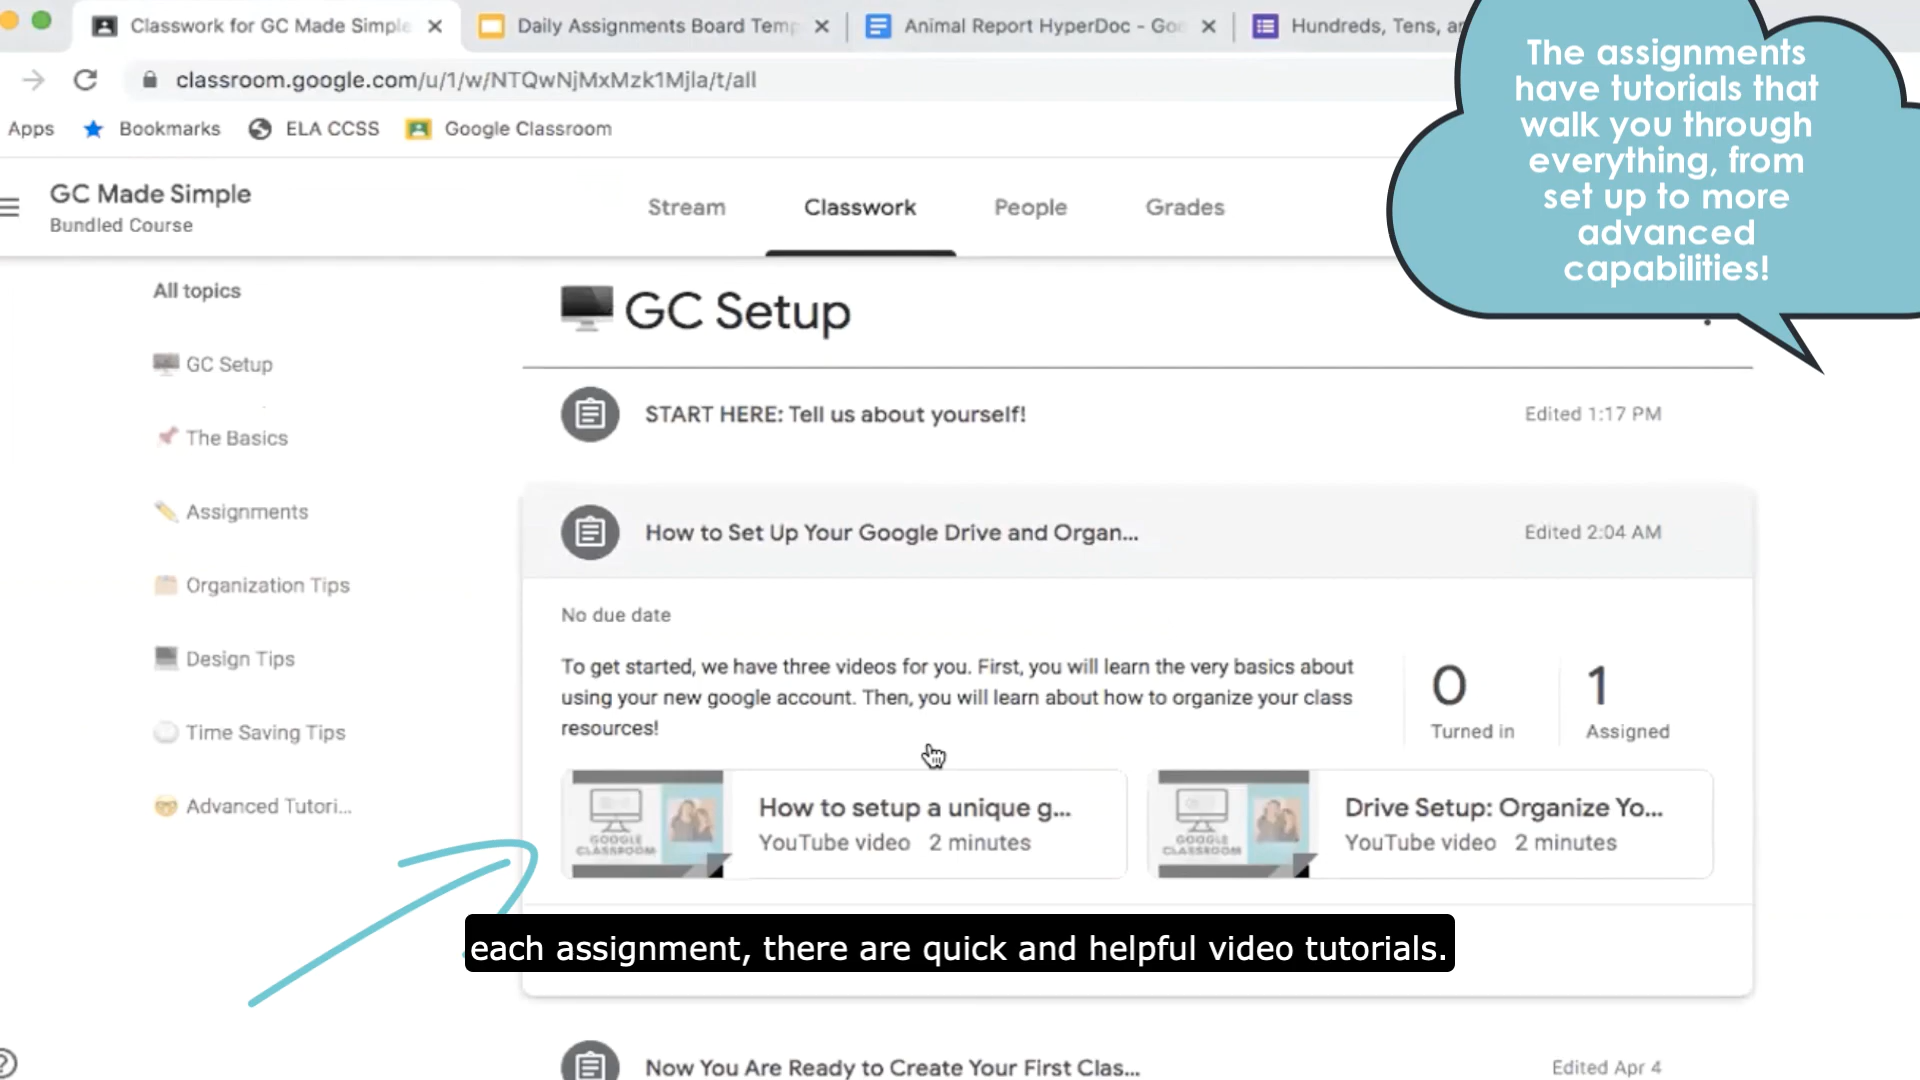 Classwork for GC Made Simple
Daily Assignments Board Temp
Animal Report HyperDoc - Goo
Hundreds, Tens, a
classroom.google.com/u/1/w/NTQwNjMxMzk1Mjla/t/all
Apps
Bookmarks
ELA CCSS
Google Classroom
The assignments
have tutorials that
walk you through
everything, from
set up to more
advanced
capabilities!
GC Made Simple
Bundled Course
Stream
Classwork
People
Grades
All topics
GC Setup
The Basics
Assignments
Organization Tips
Design Tips
Time Saving Tips
Advanced Tutori...
GC Setup
START HERE: Tell us about yourself!
Edited 1:17 PM
How to Set Up Your Google Drive and Organ...
Edited 2:04 AM
No due date
To get started, we have three videos for you. First, you will learn the very basics about
using your new google account. Then, you will learn about how to organize your class
resources!
0
Turned in
1
Assigned
GOOGLE
CLASSROOM
How to setup a unique g...
YouTube video 2 minutes
GOOGLE
CLASSROOM
Drive Setup: Organize Yo...
YouTube video 2 minutes
each assignment, there are quick and helpful video tutorials.
Now You Are Ready to Create Your First Clas...
Edited Apr 4